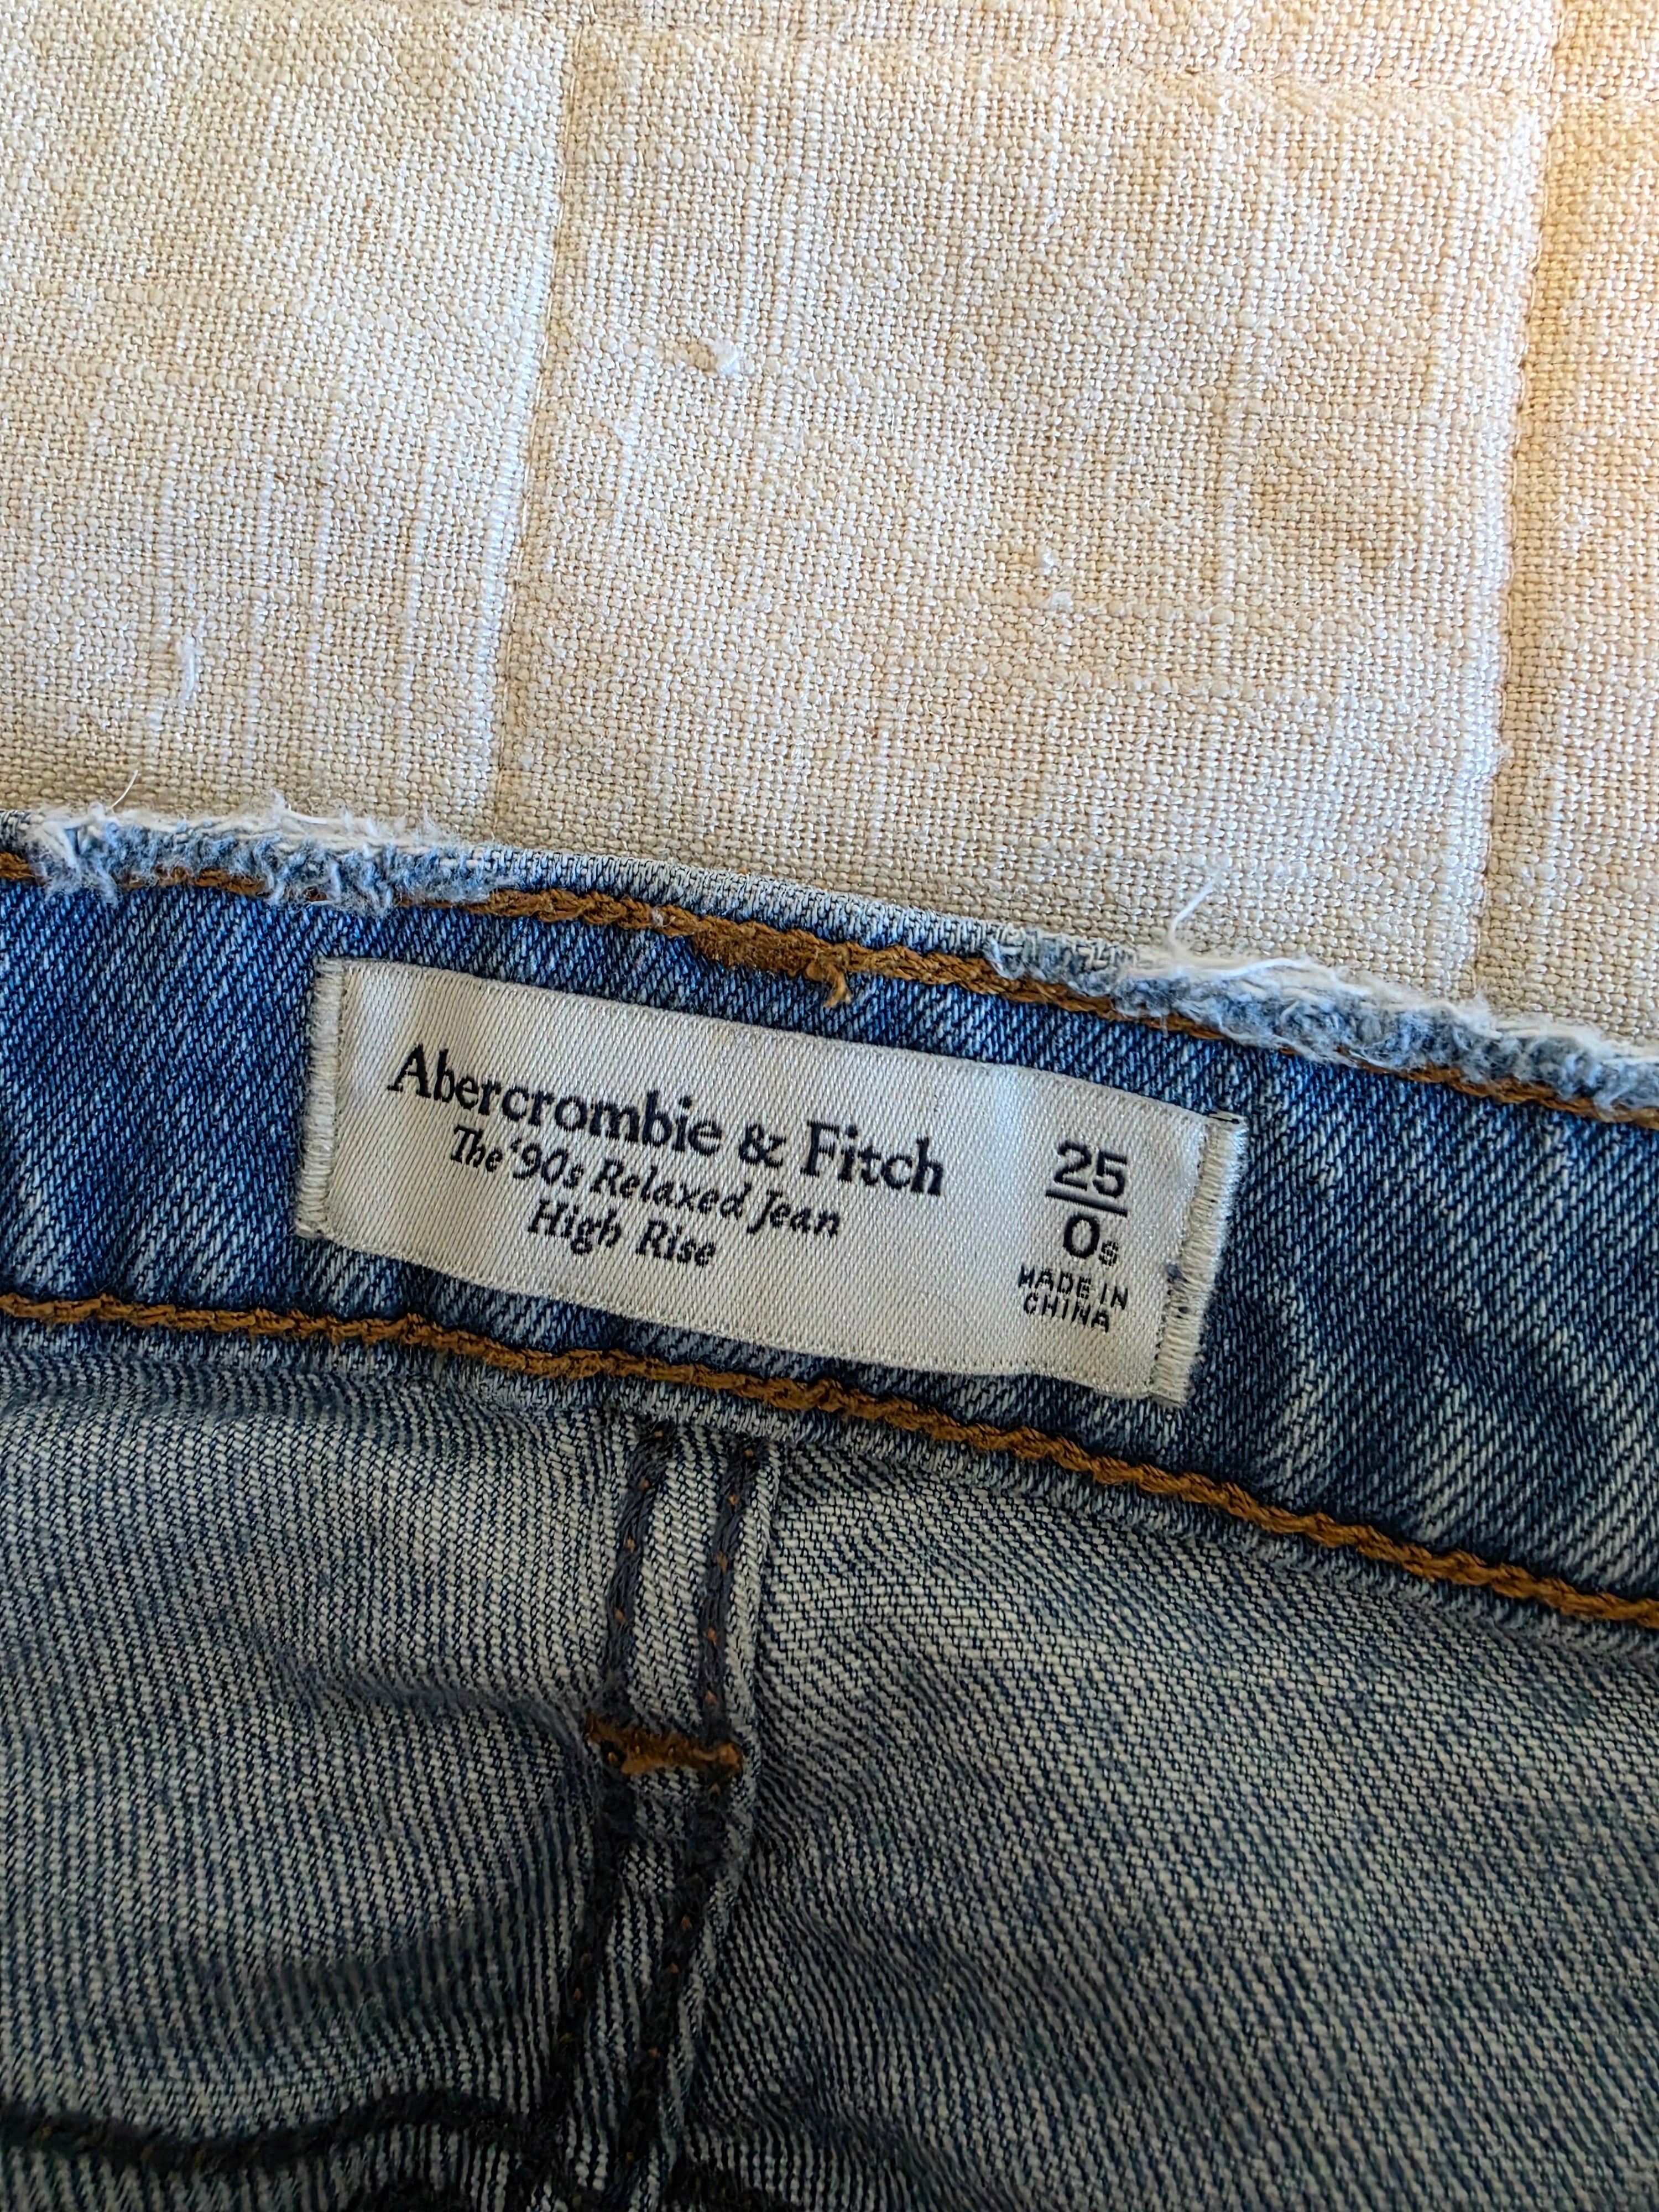 Abercrombie & Fitch
The '90s Relaxed Jean
High Rise
25
0s
MADE IN
CHINA